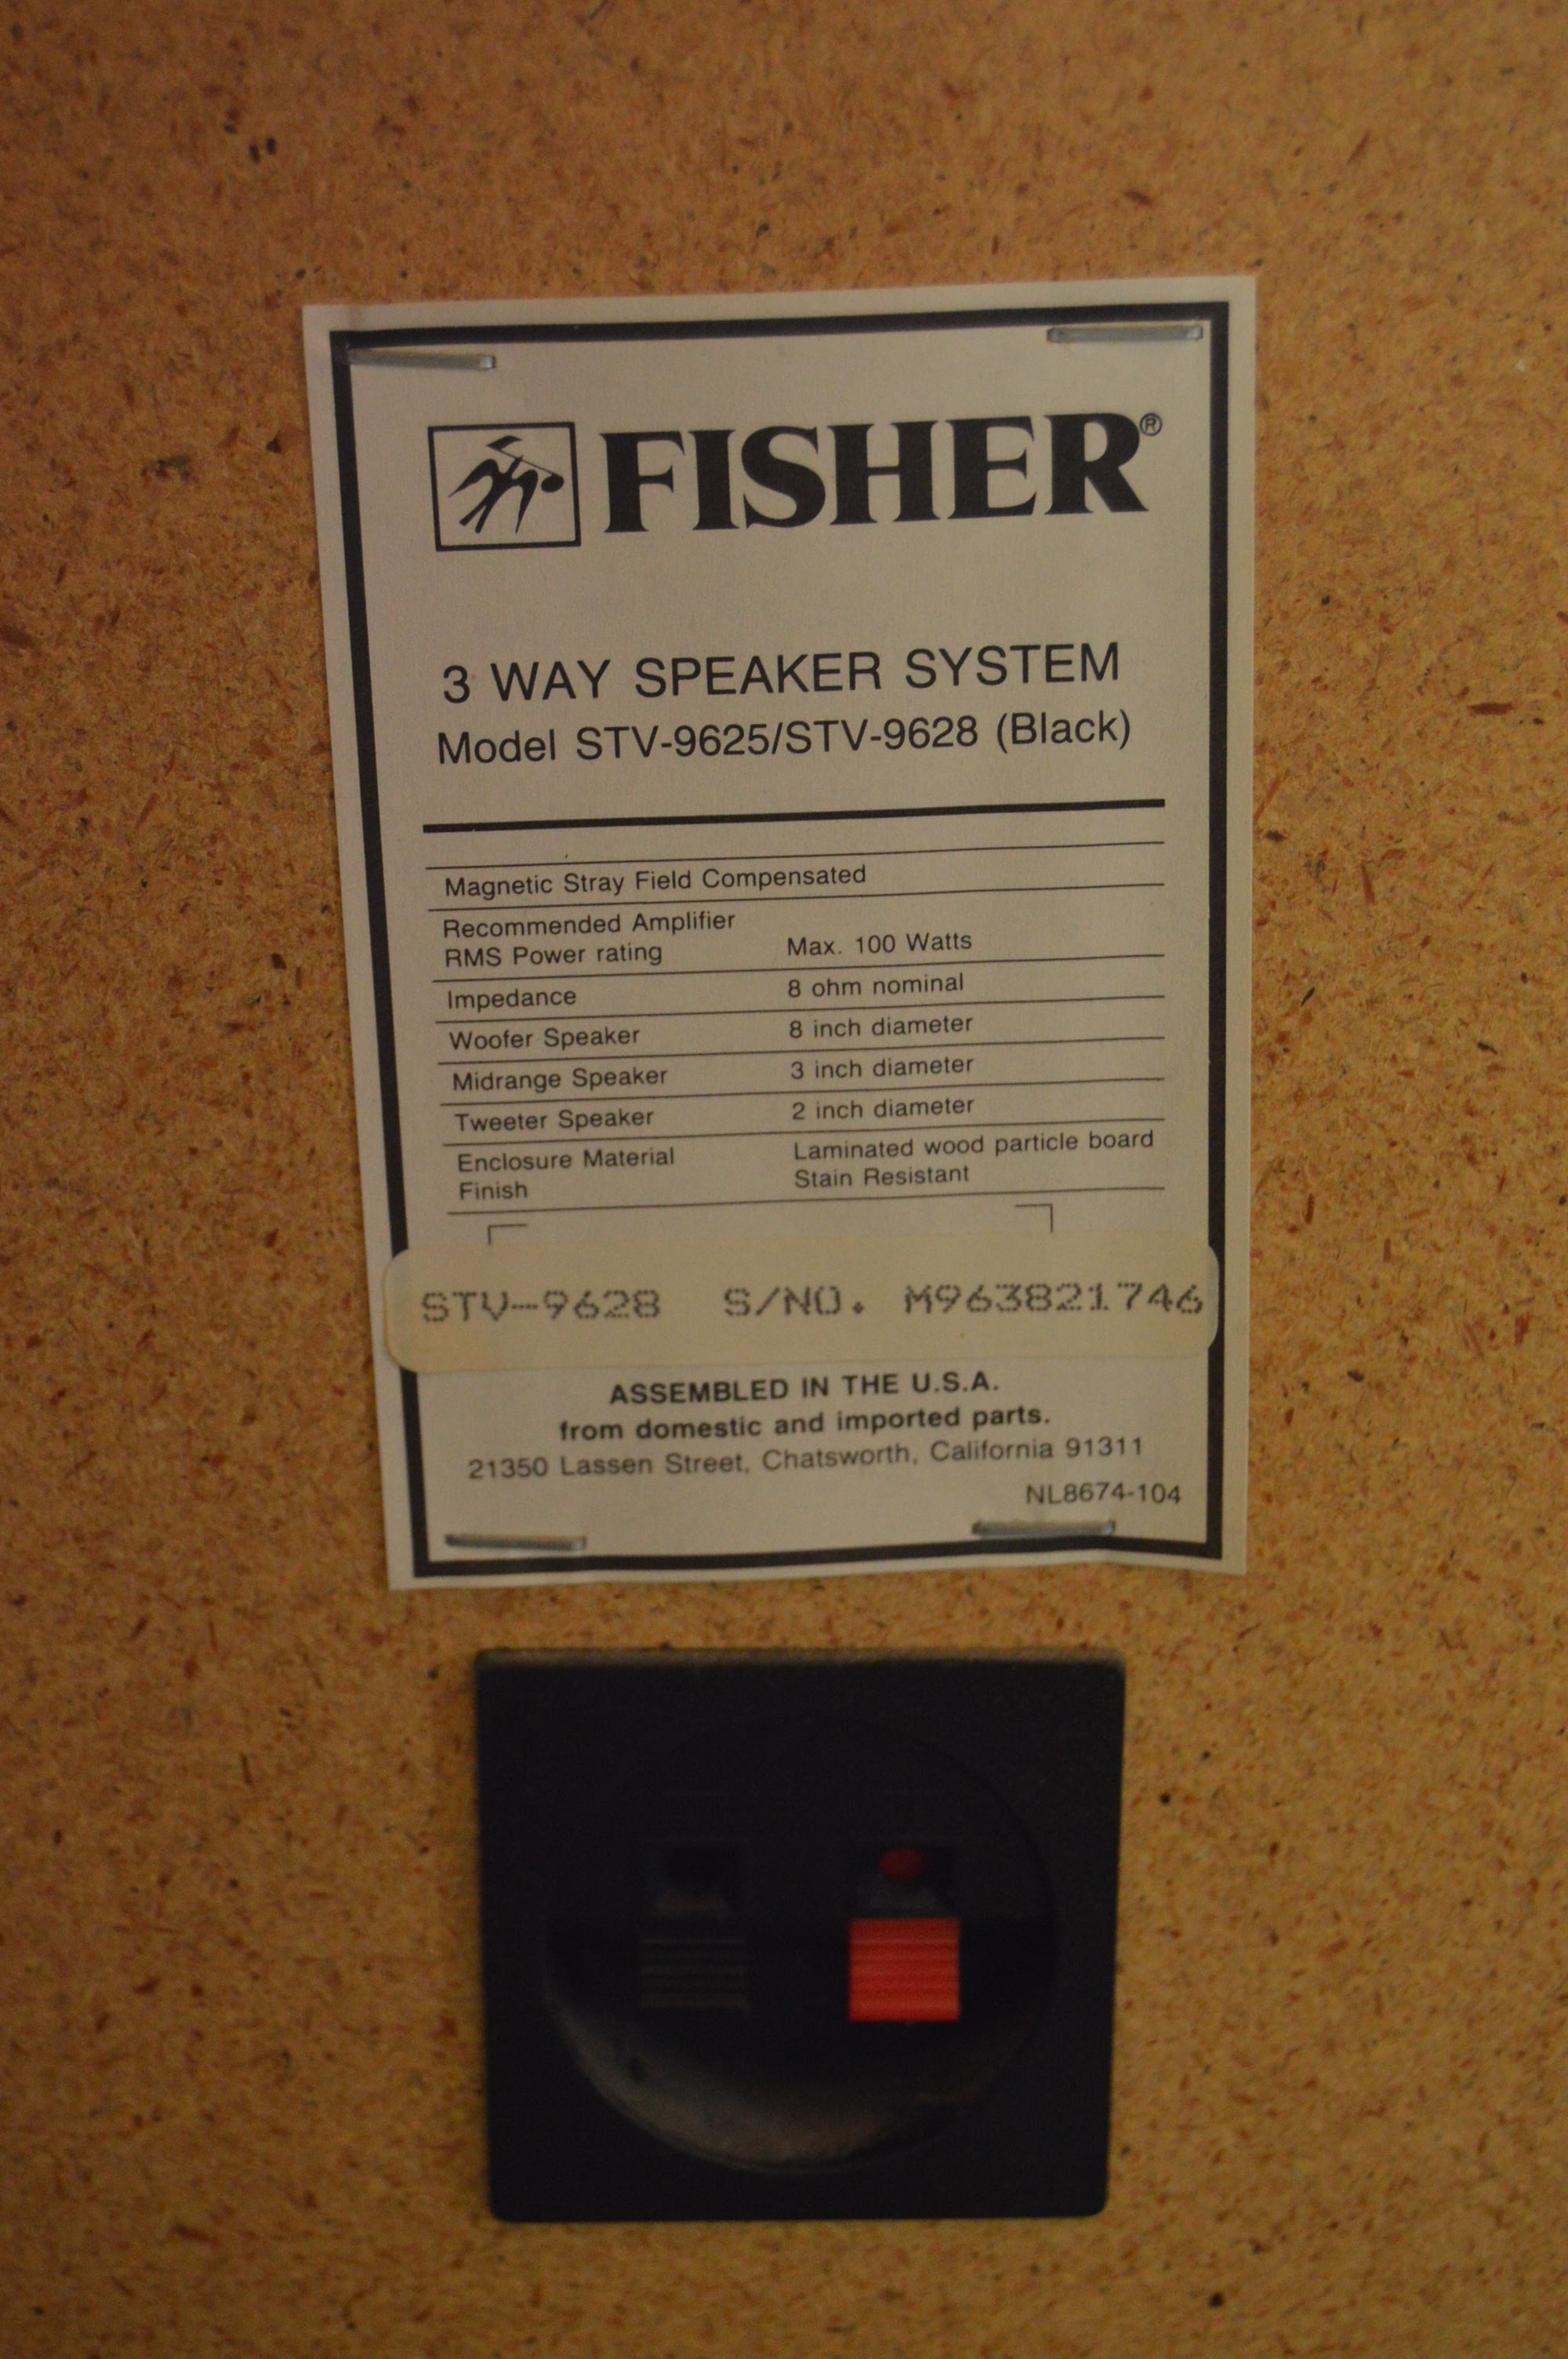 FISHER®
3 WAY SPEAKER SYSTEM
Model STV-9625/STV-9628 (Black)
Magnetic Stray Field Compensated
Recommended Amplifier
RMS Power rating Max. 100 Watts
Impedance 8 ohm nominal
Woofer Speaker 8 inch diameter
Midrange Speaker 3 inch diameter
Tweeter Speaker 2 inch diameter
Enclosure Material Laminated wood particle board
Finish Stain Resistant
STV-9628 S/NO. M963821746
ASSEMBLED IN THE U.S.A.
from domestic and imported parts.
21350 Lassen Street, Chatsworth, California 91311
NL8674-104